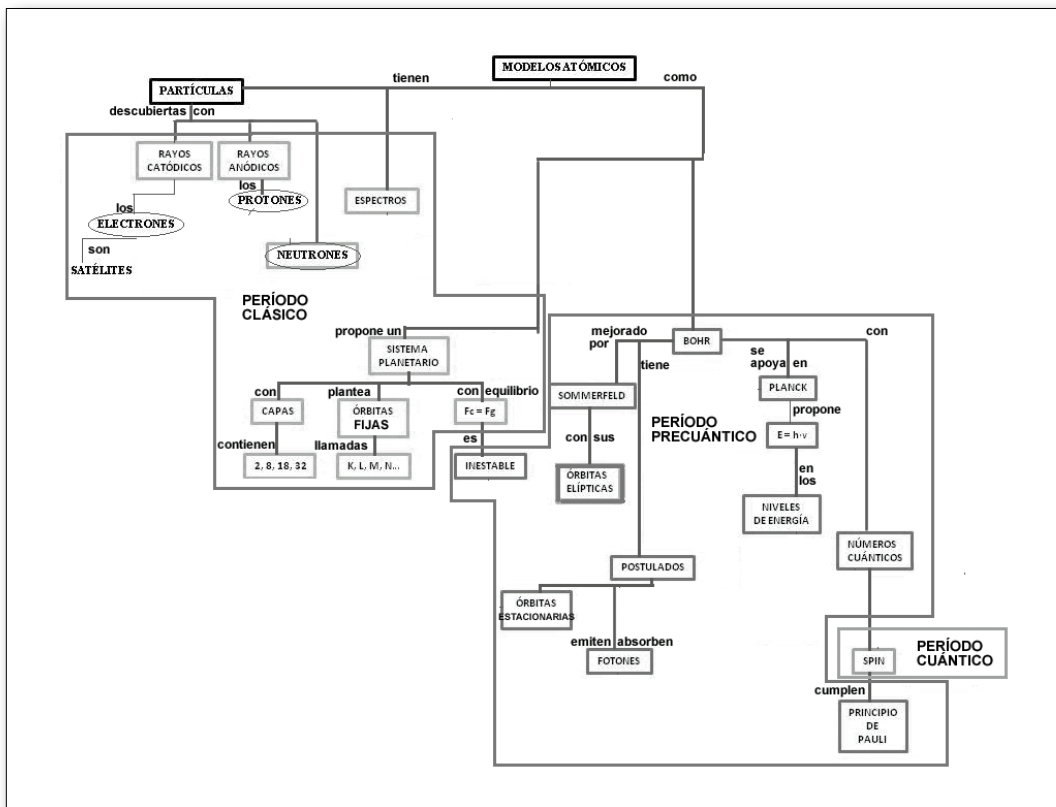 MODELOS ATÓMICOS
tienen
como
PARTÍCULAS
descubiertas con
RAYOS
CATÓDICOS
RAYOS
ANÓDICOS
los
PROTONES
ESPECTROS
los
ELECTRONES
son
SATÉLITES
NEUTRONES
PERÍODO
CLÁSICO
propone un
SISTEMA
PLANETARIO
con
plantea
con equilibrio
CAPAS
ÓRBITAS
FIJAS
Fc = Fg
contienen
llamadas
es
2, 8, 18, 32
K, L, M, N...
INESTABLE
mejorado
por
BOHR
con
tiene
se
apoya en
SOMMERFELD
PLANCK
PERÍODO
PRECUÁNTICO
propone
con sus
E = h·ν
ÓRBITAS
ELÍPTICAS
en
los
NIVELES
DE ENERGÍA
NÚMEROS
CUÁNTICOS
POSTULADOS
ÓRBITAS
ESTACIONARIAS
emiten absorben
FOTONES
SPIN
PERÍODO
CUÁNTICO
cumplen
PRINCIPIO
DE
PAULI